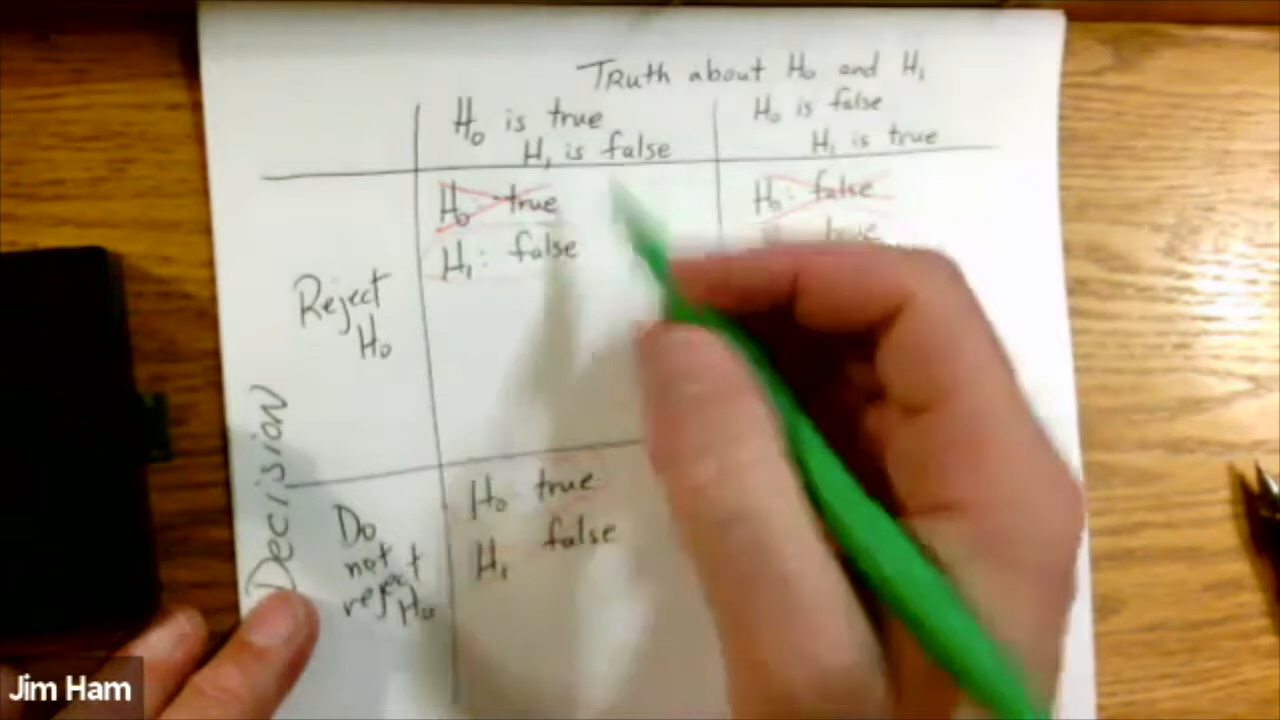 Truth about H₀ and H₁
H₀ is true
H₁ is false
H₀ is false
H₁ is true
H₀: true
H₁: false
H₀: false
true
Reject
H₀
Decision
Do
not
reject
H₀
H₀ true
H₁ false
Jim Ham